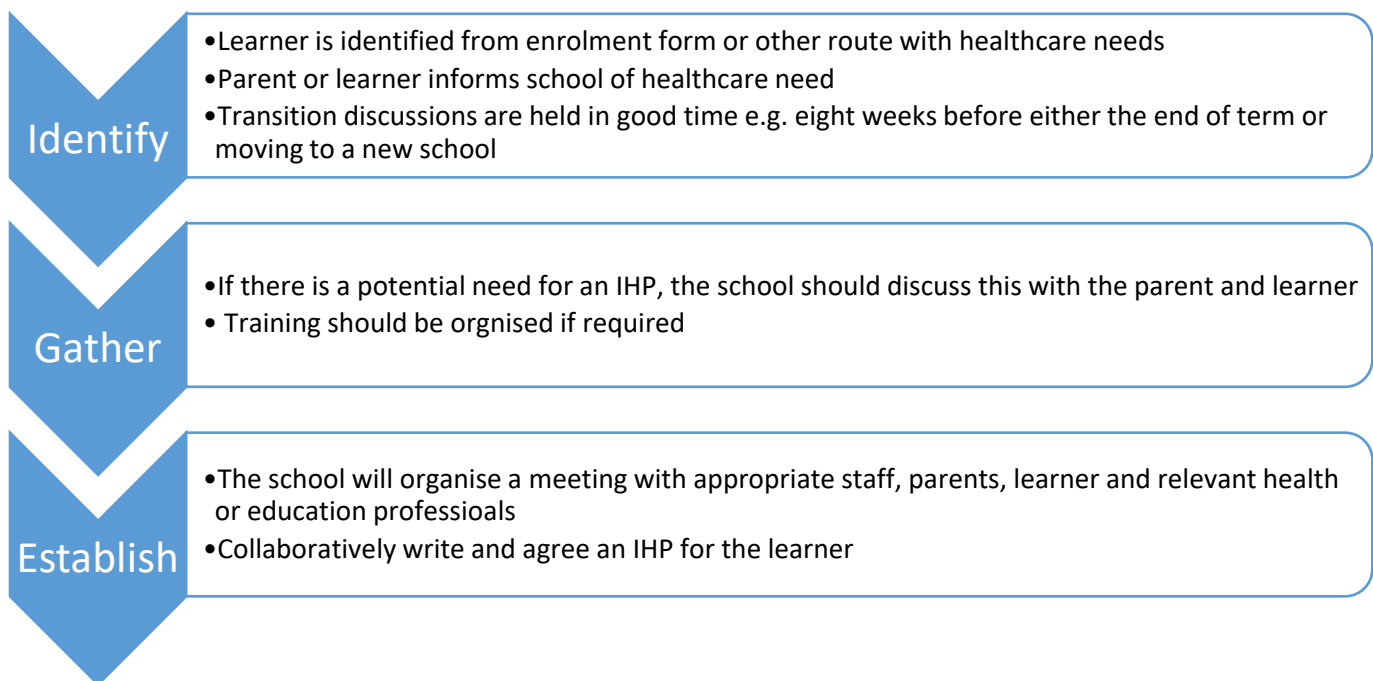 Identify
•Learner is identified from enrolment form or other route with healthcare needs
•Parent or learner informs school of healthcare need
•Transition discussions are held in good time e.g. eight weeks before either the end of term or
moving to a new school
Gather
•If there is a potential need for an IHP, the school should discuss this with the parent and learner
• Training should be orgnised if required
Establish
•The school will organise a meeting with appropriate staff, parents, learner and relevant health
or education professioals
•Collaboratively write and agree an IHP for the learner